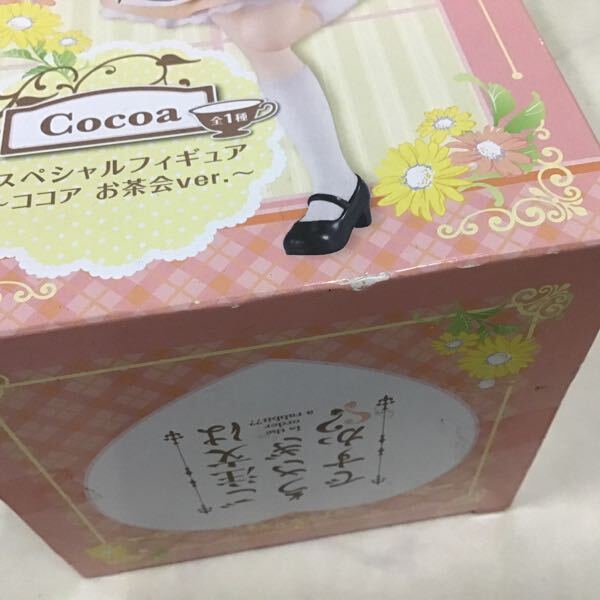 Cocoa
全1種
スペシャルフィギュア
～ココア お茶会ver.～
ご注文は
うさぎ
ですか??
Is the order
a rabbit??